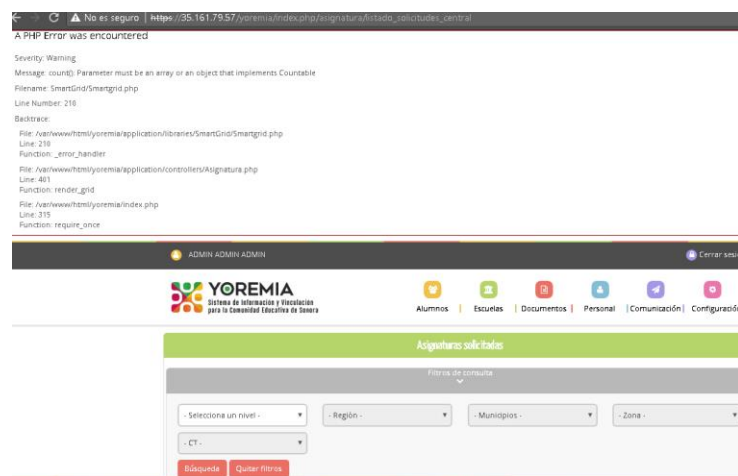 No es seguro | https://35.161.79.57/yoremia/index.php/asignatura/listado_solicitudes_central
A PHP Error was encountered
Severity: Warning
Message: count(): Parameter must be an array or an object that implements Countable
Filename: SmartGrid/Smartgrid.php
Line Number: 210
Backtrace:
File: /var/www/html/yoremia/application/libraries/SmartGrid/Smartgrid.php
Line: 210
Function: _error_handler
File: /var/www/html/yoremia/application/controllers/Asignatura.php
Line: 401
Function: render_grid
File: /var/www/html/yoremia/index.php
Line: 315
Function: require_once
ADMIN ADMIN ADMIN Cerrar sesi
YOREMIA
Sistema de Información y Vinculación
para la Comunidad Educativa de Sonora
Alumnos | Escuelas | Documentos | Personal | Comunicación | Configuració
Asignaturas solicitadas
Filtros de consulta
- Selecciona un nivel - - Región - - Municipios - - Zona -
- CT -
Búsqueda Quitar filtros